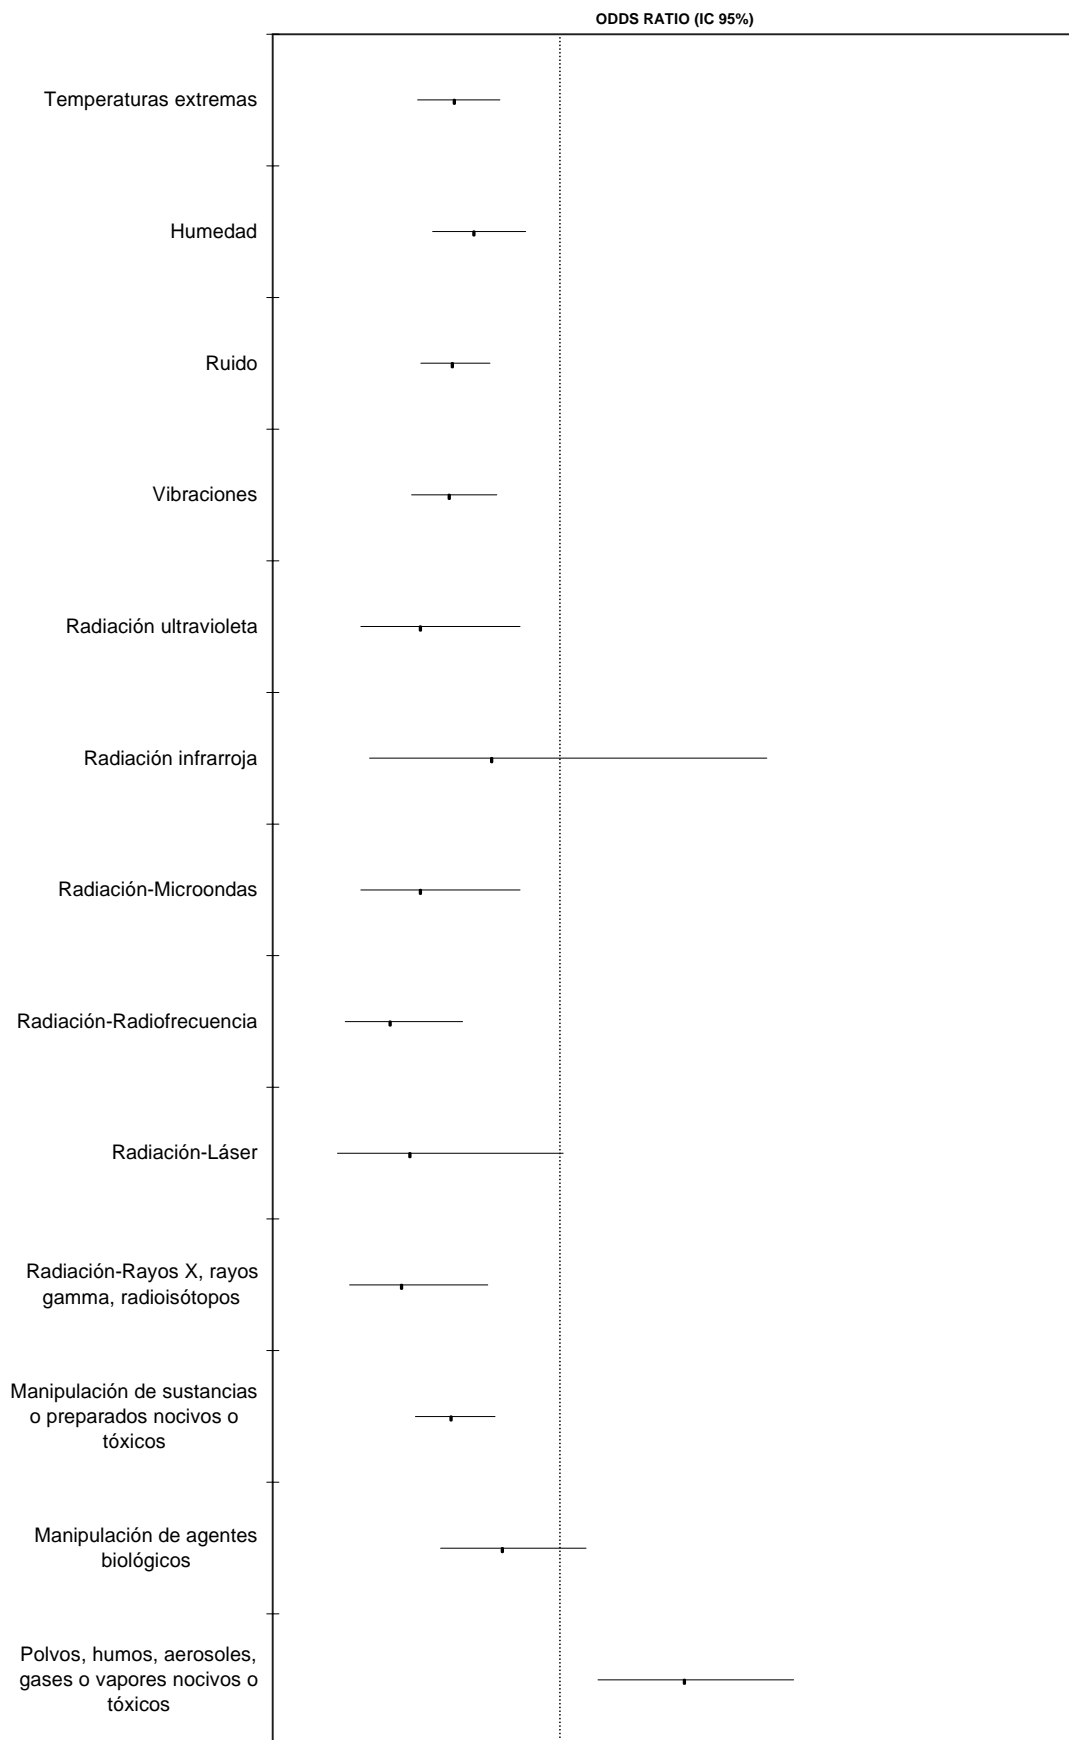 ODDS RATIO (IC 95%)
Temperaturas extremas
Humedad
Ruido
Vibraciones
Radiación ultravioleta
Radiación infrarroja
Radiación-Microondas
Radiación-Radiofrecuencia
Radiación-Láser
Radiación-Rayos X, rayos
gamma, radioisótopos
Manipulación de sustancias
o preparados nocivos o
tóxicos
Manipulación de agentes
biológicos
Polvos, humos, aerosoles,
gases o vapores nocivos o
tóxicos